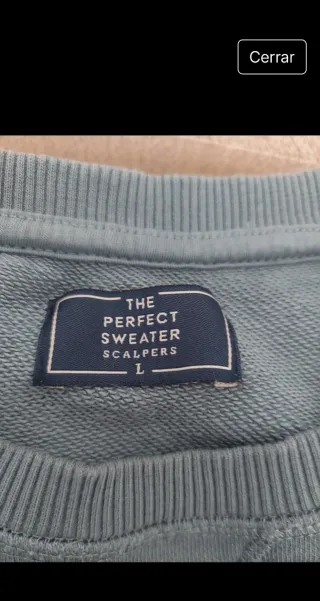 Cerrar
THE
PERFECT
SWEATER
SCALPERS
L